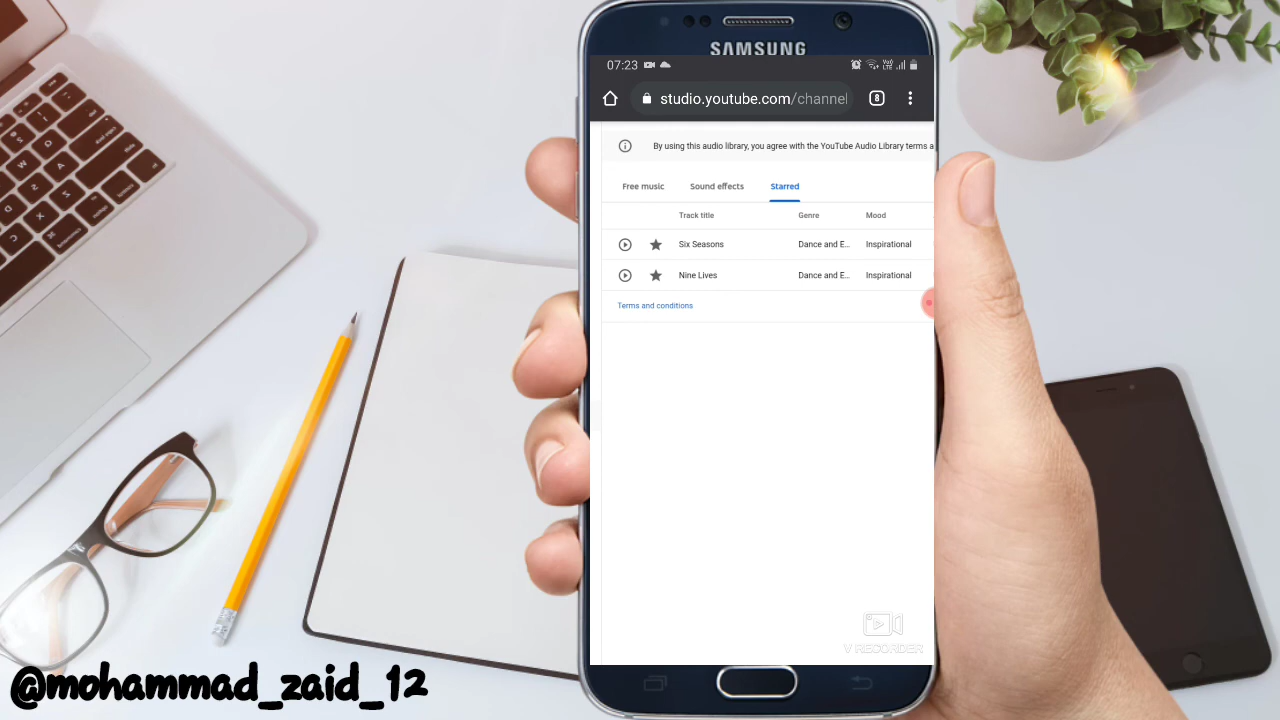 SAMSUNG
07:23
studio.youtube.com/channel
8
By using this audio library, you agree with the YouTube Audio Library terms a
Free music Sound effects Starred
Track title Genre Mood
Six Seasons Dance and E... Inspirational
Nine Lives Dance and E... Inspirational
Terms and conditions
V RECORDER
@mohammad_zaid_12